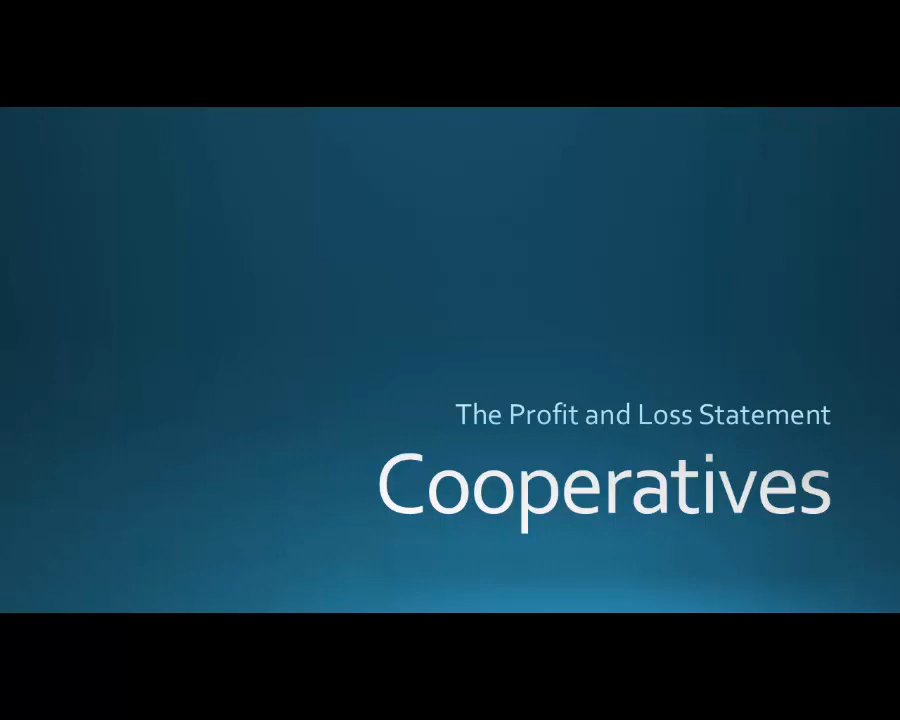 The Profit and Loss Statement
Cooperatives